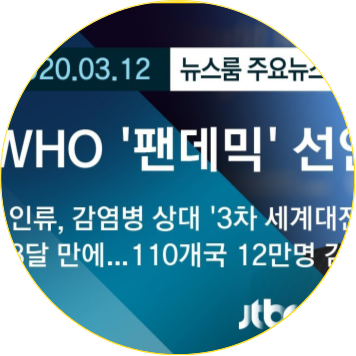 2020.03.12 뉴스룸 주요뉴스
WHO '팬데믹' 선언
인류, 감염병 상대 '3차 세계대전
3달 만에...110개국 12만명 감
jtbc